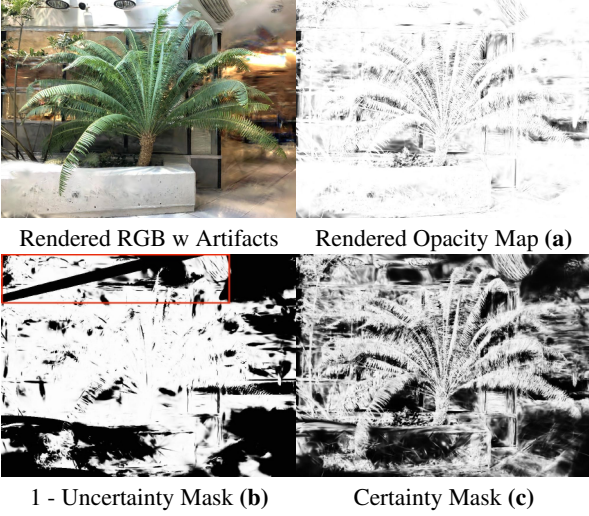 Rendered RGB w Artifacts
Rendered Opacity Map (a)
1 - Uncertainty Mask (b)
Certainty Mask (c)